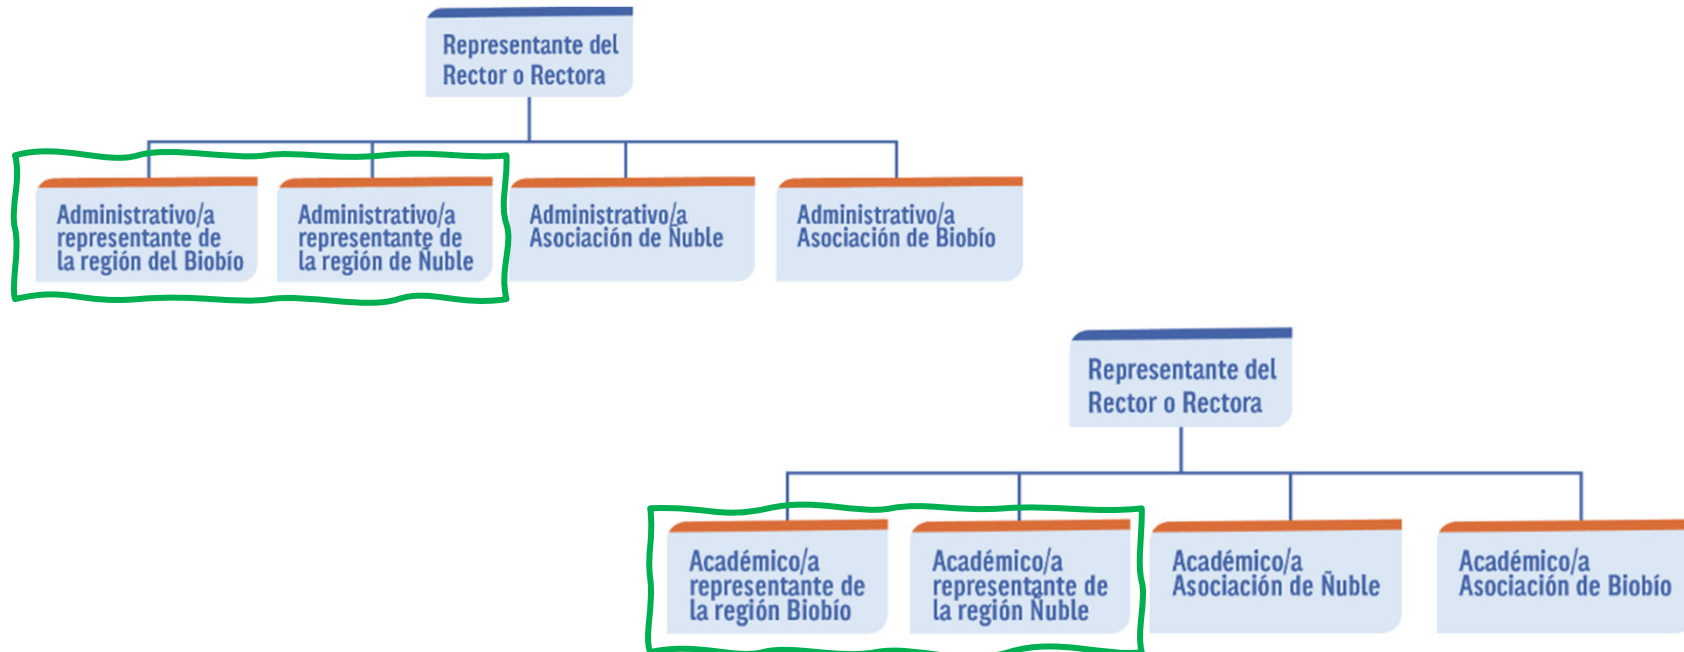 Representante del
Rector o Rectora
Administrativo/a
representante de
la región del Biobío
Administrativo/a
representante de
la región de Ñuble
Administrativo/a
Asociación de Ñuble
Administrativo/a
Asociación de Biobío
Representante del
Rector o Rectora
Académico/a
representante de
la región Biobío
Académico/a
representante de
la región Ñuble
Académico/a
Asociación de Ñuble
Académico/a
Asociación de Biobío